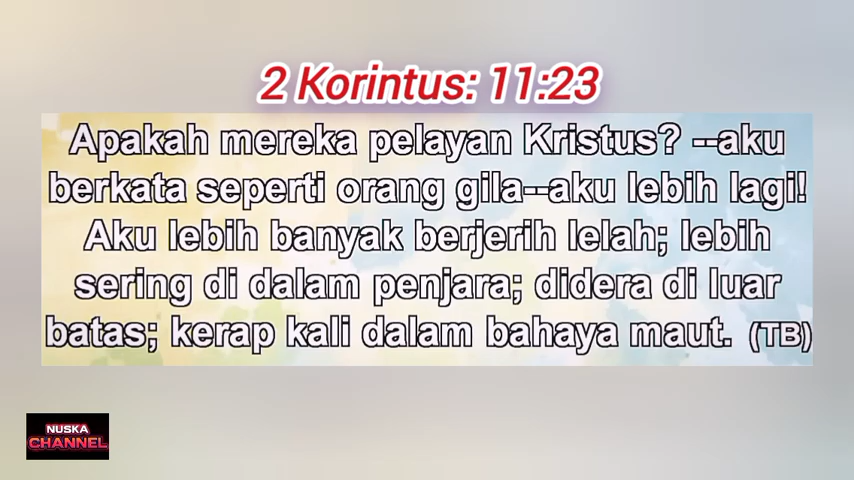 2 Korintus: 11:23
Apakah mereka pelayan Kristus? --aku
berkata seperti orang gila--aku lebih lagi!
Aku lebih banyak berjerih lelah; lebih
sering di dalam penjara; didera di luar
batas; kerap kali dalam bahaya maut. (TB)
NUSKA
CHANNEL